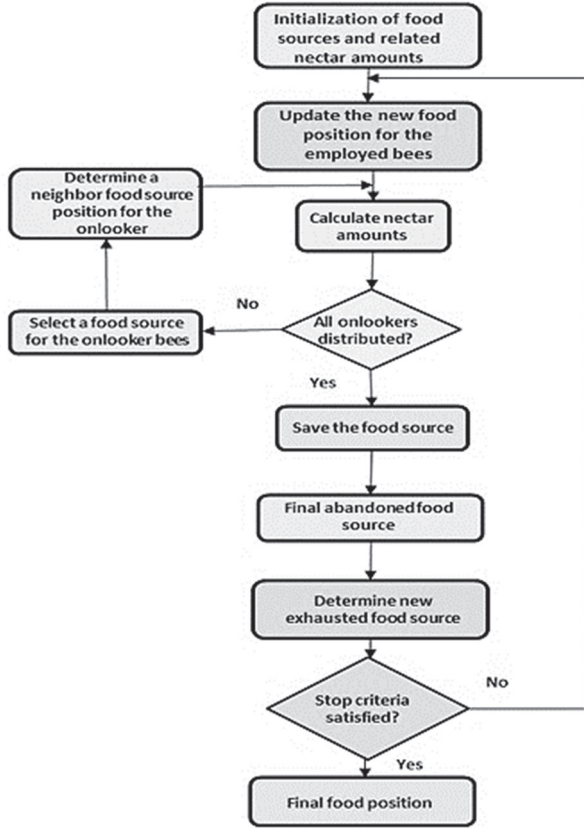 Initialization of food
sources and related
nectar amounts
Update the new food
position for the
employed bees
Determine a
neighbor food source
position for the
onlooker
Calculate nectar
amounts
No
All onlookers
distributed?
Select a food source
for the onlooker bees
Yes
Save the food source
Final abandoned food
source
Determine new
exhausted food source
No
Stop criteria
satisfied?
Yes
Final food position